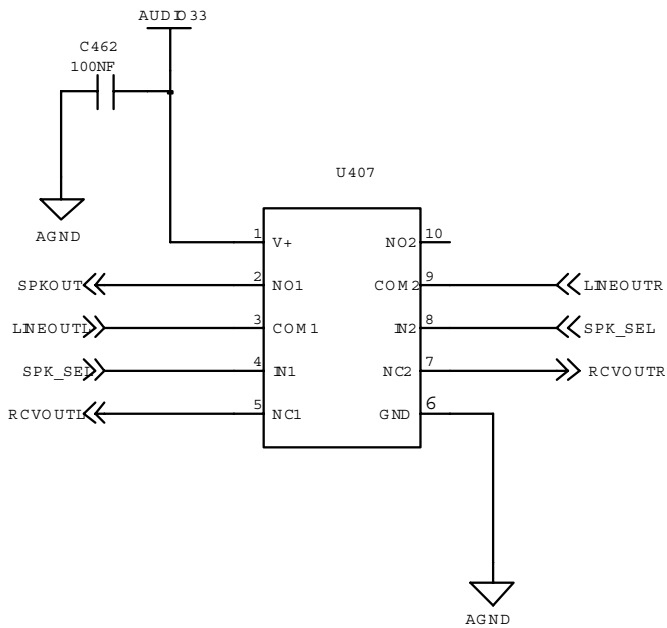 AUDIO33
C462
100NF
AGND
U407
1 V+ NO2 10
SPKOUT 2 NO1 COM2 9 LINEOUTR
LINEOUTL 3 COM1 IN2 8 SPK_SEL
SPK_SEL 4 IN1 NC2 7 RCVOUTR
RCVOUTL 5 NC1 GND 6
AGND